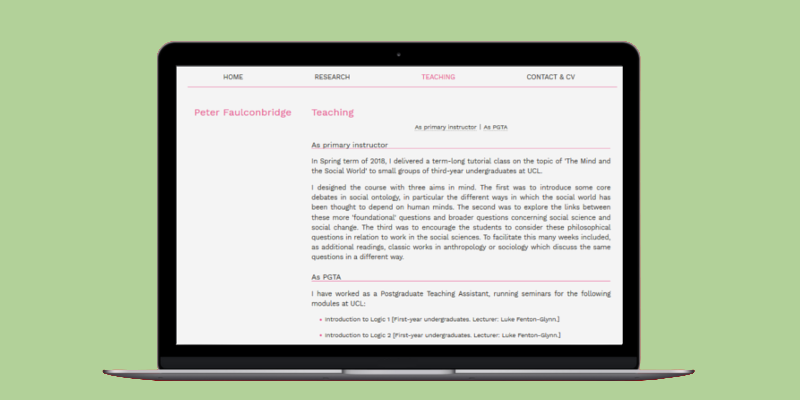 HOME RESEARCH TEACHING CONTACT & CV
Peter Faulconbridge
Teaching
As primary instructor | As PGTA
As primary instructor
In Spring term of 2018, I delivered a term-long tutorial class on the topic of 'The Mind and
the Social World' to small groups of third-year undergraduates at UCL.
I designed the course with three aims in mind. The first was to introduce some core
debates in social ontology, in particular the different ways in which the social world has
been thought to depend on human minds. The second was to explore the links between
these more 'foundational' questions and broader questions concerning social science and
social change. The third was to encourage the students to consider these philosophical
questions in relation to work in the social sciences. To facilitate this many weeks included,
as additional readings, classic works in anthropology or sociology which discuss the same
questions in a different way.
As PGTA
I have worked as a Postgraduate Teaching Assistant, running seminars for the following
modules at UCL:
• Introduction to Logic 1 [First-year undergraduates. Lecturer: Luke Fenton-Glynn.]
• Introduction to Logic 2 [First-year undergraduates. Lecturer: Luke Fenton-Glynn.]